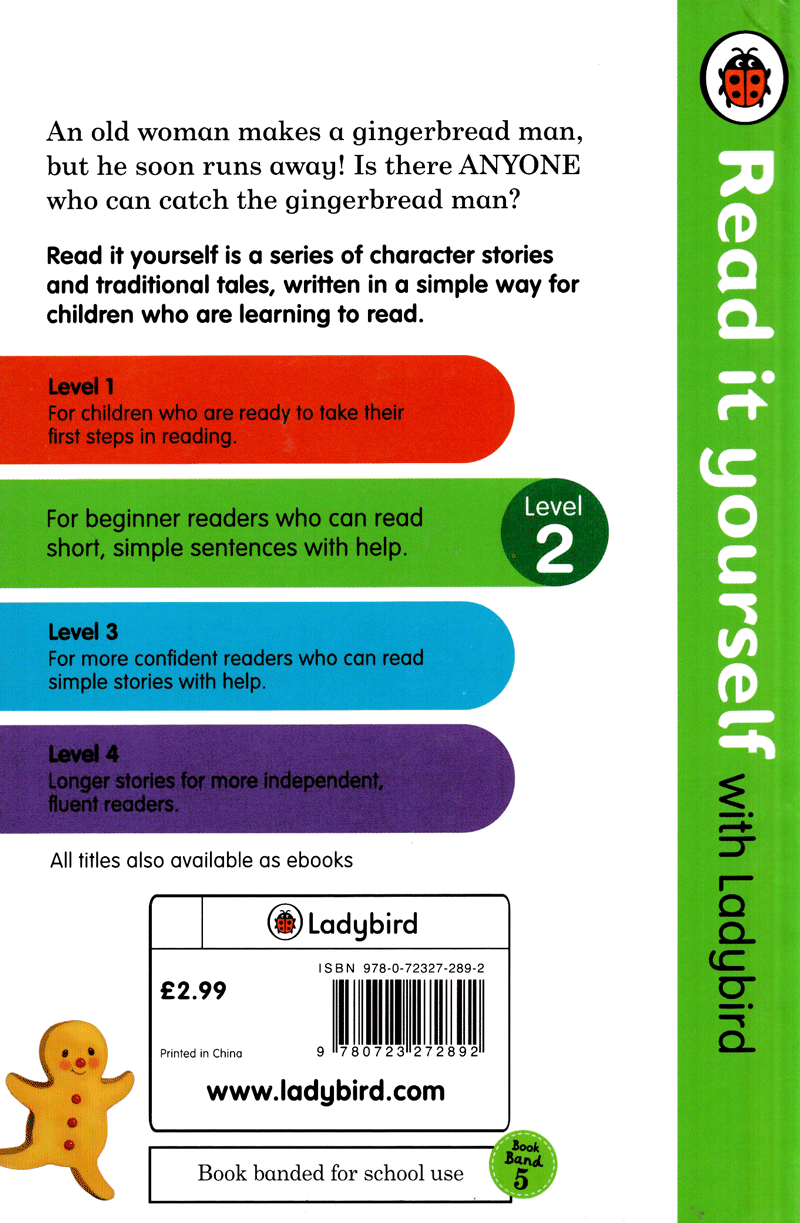 An old woman makes a gingerbread man,
but he soon runs away! Is there ANYONE
who can catch the gingerbread man?
Read it yourself is a series of character stories
and traditional tales, written in a simple way for
children who are learning to read.
Level 1
For children who are ready to take their
first steps in reading.
For beginner readers who can read
short, simple sentences with help.
Level
2
Level 3
For more confident readers who can read
simple stories with help.
Level 4
Longer stories for more independent,
fluent readers.
All titles also available as ebooks
Ladybird
ISBN 978-0-72327-289-2
£2.99
9 780723 272892
Printed in China
www.ladybird.com
Book banded for school use
Book
Band
5
Read it yourself with Ladybird